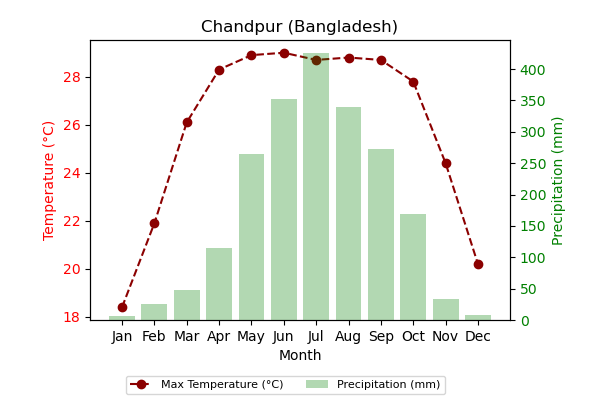 Chandpur (Bangladesh)
28
26
24
22
20
18
Temperature (°C)
400
350
300
250
200
150
100
50
0
Precipitation (mm)
Jan Feb Mar Apr May Jun Jul Aug Sep Oct Nov Dec
Month
Max Temperature (°C) Precipitation (mm)